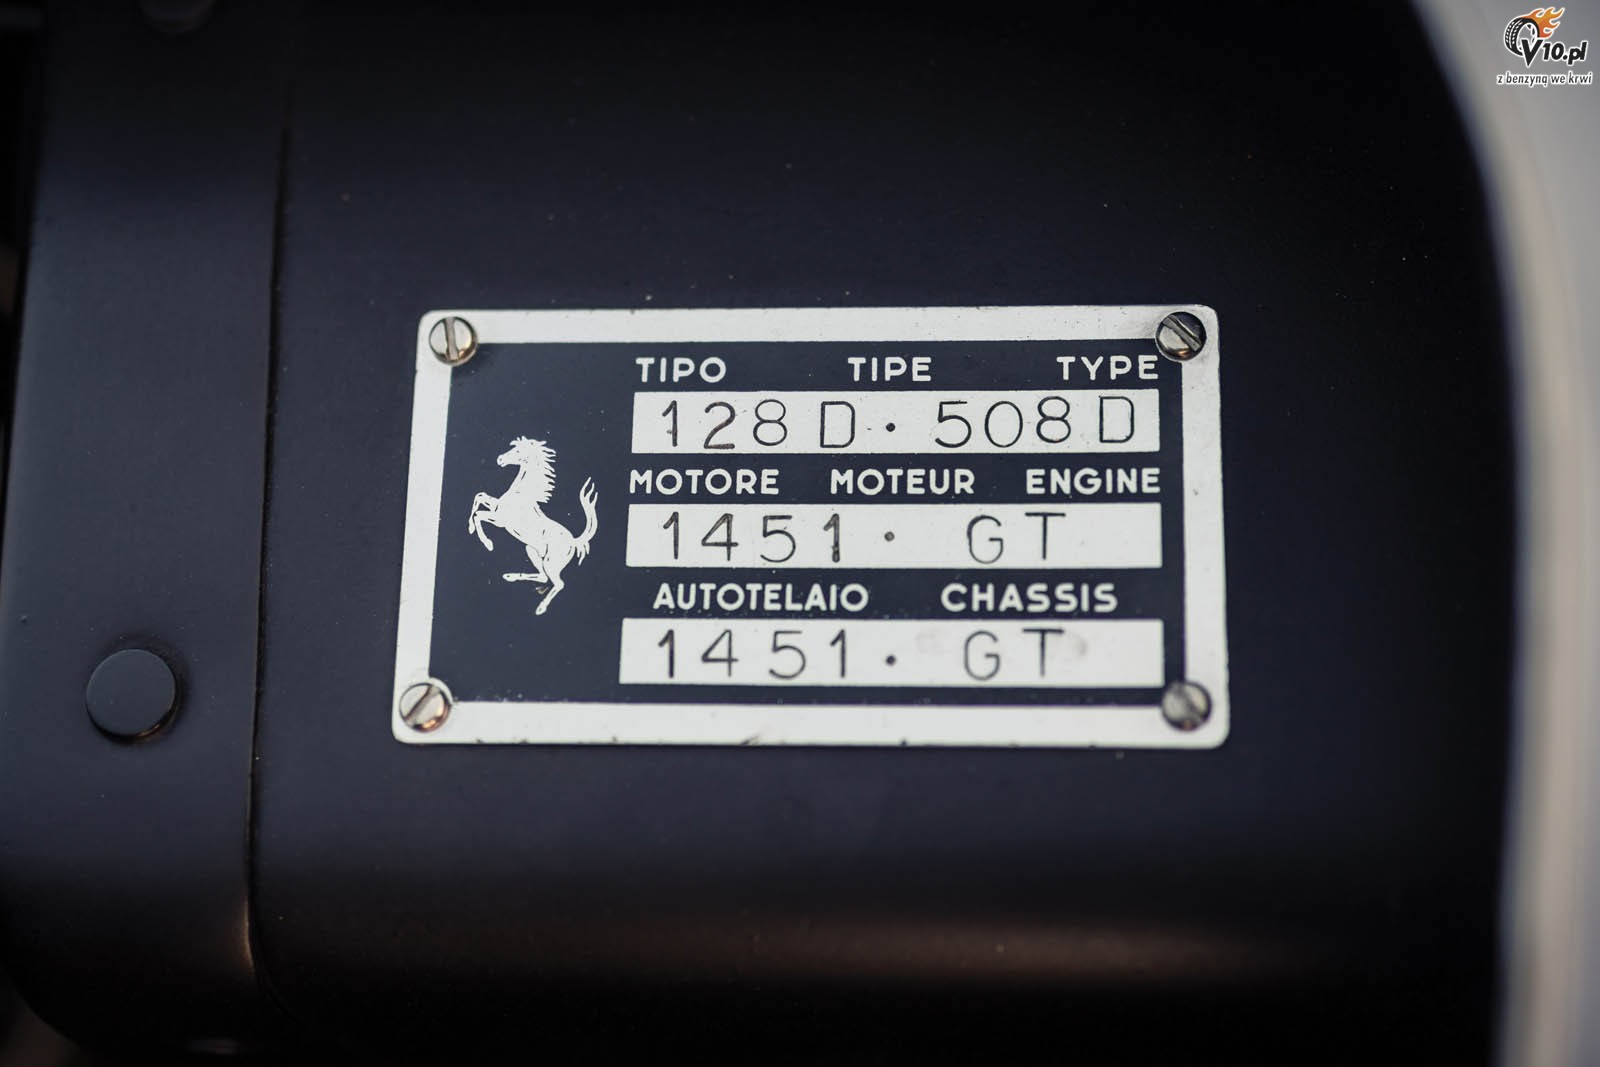 V10.pl
z benzyną we krwi
TIPO TIPE TYPE
128 D · 508 D
MOTORE MOTEUR ENGINE
1451 · GT
AUTOTELAIO CHASSIS
1451 · GT